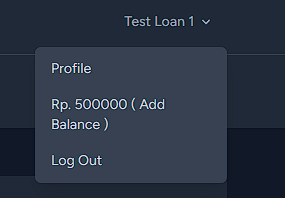 Test Loan 1
Profile
Rp. 500000 ( Add
Balance )
Log Out